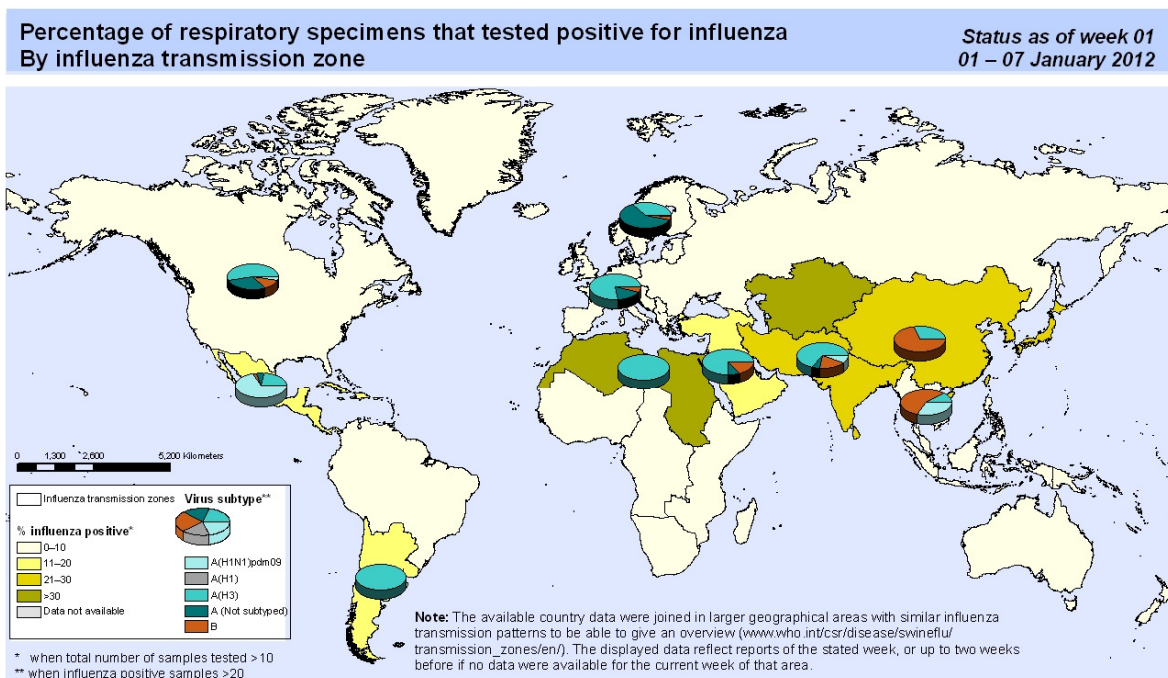 Percentage of respiratory specimens that tested positive for influenza
By influenza transmission zone
Status as of week 01
01 – 07 January 2012
0 1,300 2,600 5,200 Kilometers
Influenza transmission zones
% influenza positive*
0–10
11–20
21–30
>30
Data not available
Virus subtype**
A(H1N1)pdm09
A(H1)
A(H3)
A (Not subtyped)
B
* when total number of samples tested >10
** when influenza positive samples >20
Note: The available country data were joined in larger geographical areas with similar influenza
transmission patterns to be able to give an overview (www.who.int/csr/disease/swineflu/
transmission_zones/en/). The displayed data reflect reports of the stated week, or up to two weeks
before if no data were available for the current week of that area.